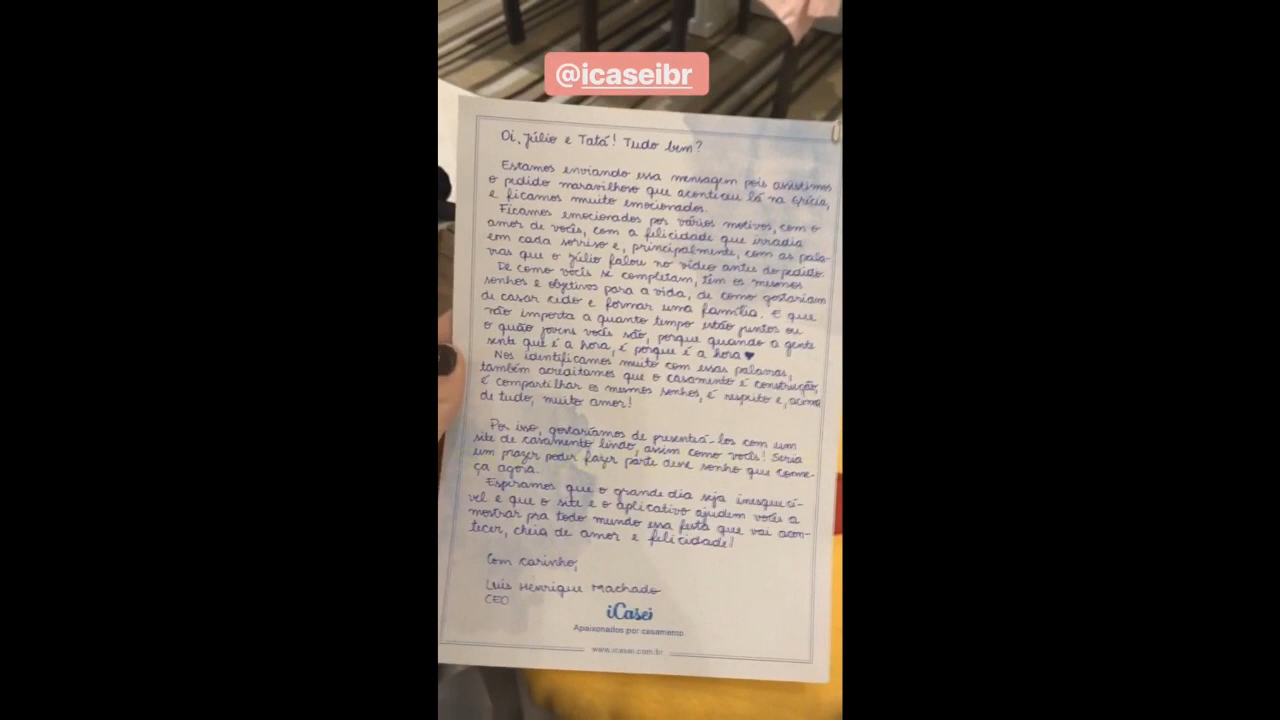 @icaseibr
Oi, Júlio e Tatá! Tudo bem?
Estamos enviando essa mensagem pois assistimos
o pedido maravilhoso que aconteceu lá na Grécia,
e ficamos muito emocionados.
Ficamos emocionados por vários motivos, com o
amor de vocês, com a felicidade que irradia
em cada sorriso e, principalmente, com as pala-
vras que o Júlio falou no vídeo antes do pedido.
De como vocês se completam, têm os mesmos
sonhos e objetivos para a vida, de como gostariam
de casar cedo e formar uma família. E que
não importa a quanto tempo estão juntos ou
o quão jovens vocês são, porque quando a gente
sente que é a hora, é porque é a hora♥
Nos identificamos muito com essas palavras,
também acreditamos que o casamento é construção,
é compartilhar os mesmos sonhos, é respeito e, acima
de tudo, muito amor!
Por isso, gostaríamos de presenteá-los com um
site de casamento lindo, assim como vocês! Seria
um prazer poder fazer parte desse sonho que come-
ça agora.
Esperamos que o grande dia seja inesquecí-
vel e que o site e o aplicativo ajudem vocês a
mostrar pra todo mundo essa festa que vai acon-
tecer, cheia de amor e felicidade!
Com carinho,
Luis Henrique Machado
CEO
iCasei
Apaixonados por casamento
www.icasei.com.br